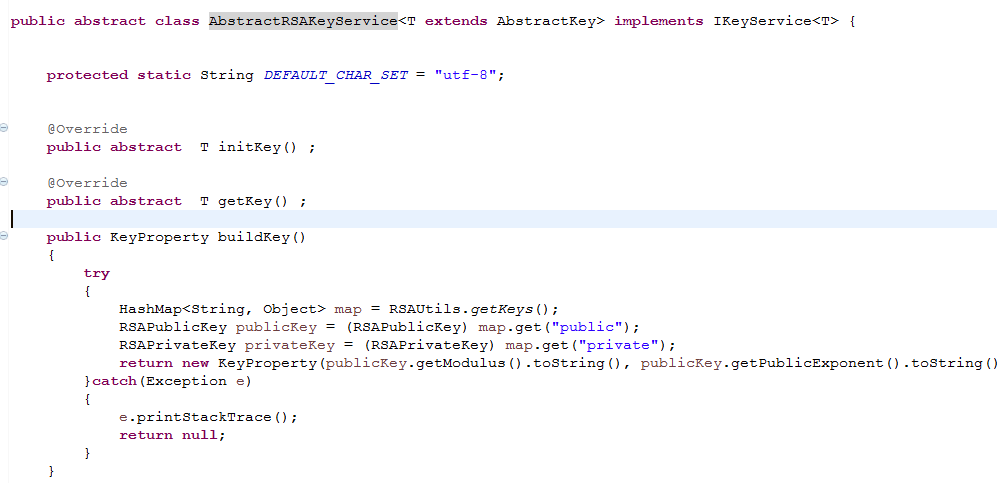 public abstract class AbstractRSAKeyService<T extends AbstractKey> implements IKeyService<T> {
protected static String DEFAULT_CHAR_SET = "utf-8";
@Override
public abstract  T initKey() ;
@Override
public abstract  T getKey() ;
public KeyProperty buildKey()
{
try
{
HashMap<String, Object> map = RSAUtils.getKeys();
RSAPublicKey publicKey = (RSAPublicKey) map.get("public");
RSAPrivateKey privateKey = (RSAPrivateKey) map.get("private");
return new KeyProperty(publicKey.getModulus().toString(), publicKey.getPublicExponent().toString()
}catch(Exception e)
{
e.printStackTrace();
return null;
}
}